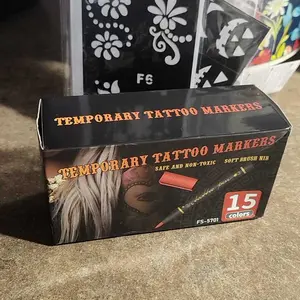 F6
TEMPORARY TATTOO MARKERS
TEMPORARY TATTOO MARKERS
SAFE AND NON-TOXIC SOFT BRUSH NIB
15
colors
FS-5701